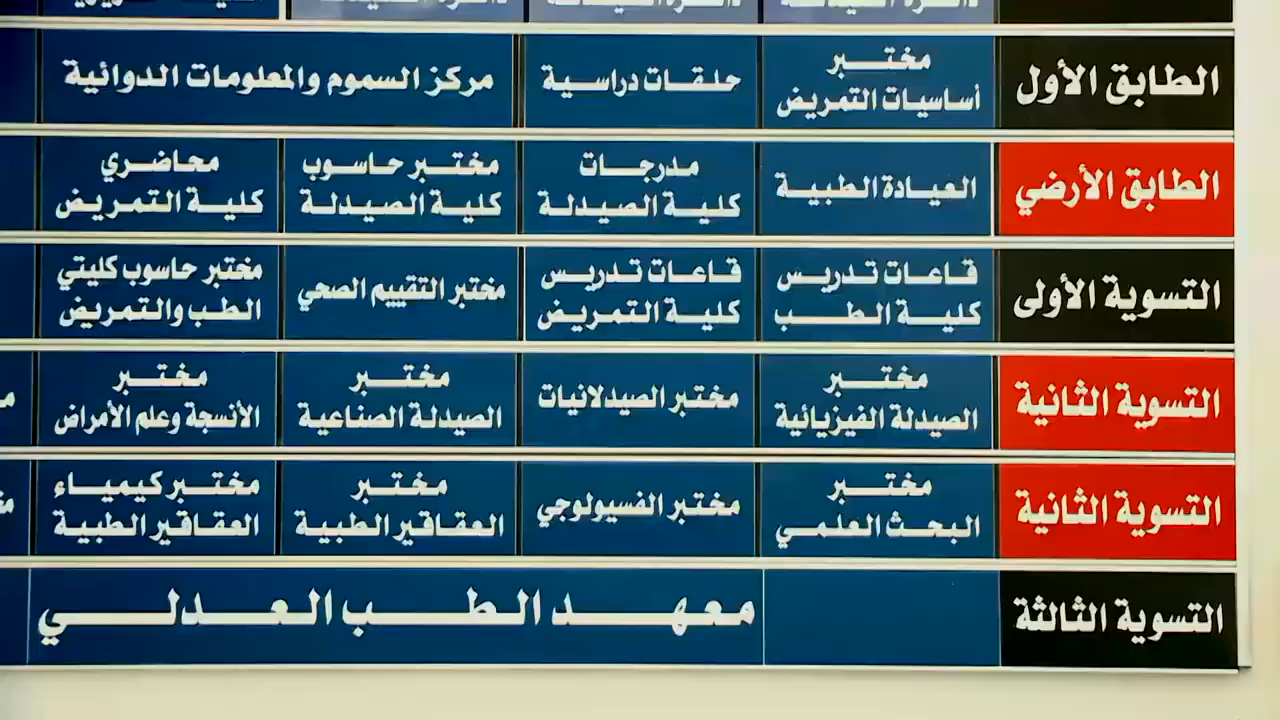 الطابق الأول
مختبر
أساسيات التمريض
حلقات دراسية
مركز السموم والمعلومات الدوائية
الطابق الأرضي
العيادة الطبية
مدرجات
كلية الصيدلة
مختبر حاسوب
كلية الصيدلة
محاضري
كلية التمريض
التسوية الأولى
قاعات تدريس
كلية الطب
قاعات تدريس
كلية التمريض
مختبر التقييم الصحي
مختبر حاسوب كليتي
الطب والتمريض
التسوية الثانية
مختبر
الصيدلة الفيزيائية
مختبر الصيدلانيات
مختبر
الصيدلة الصناعية
مختبر
الأنسجة وعلم الأمراض
التسوية الثانية
مختبر
البحث العلمي
مختبر الفسيولوجي
مختبر
العقاقير الطبية
مختبر كيمياء
العقاقير الطبية
التسوية الثالثة
معهد الطب العدلي